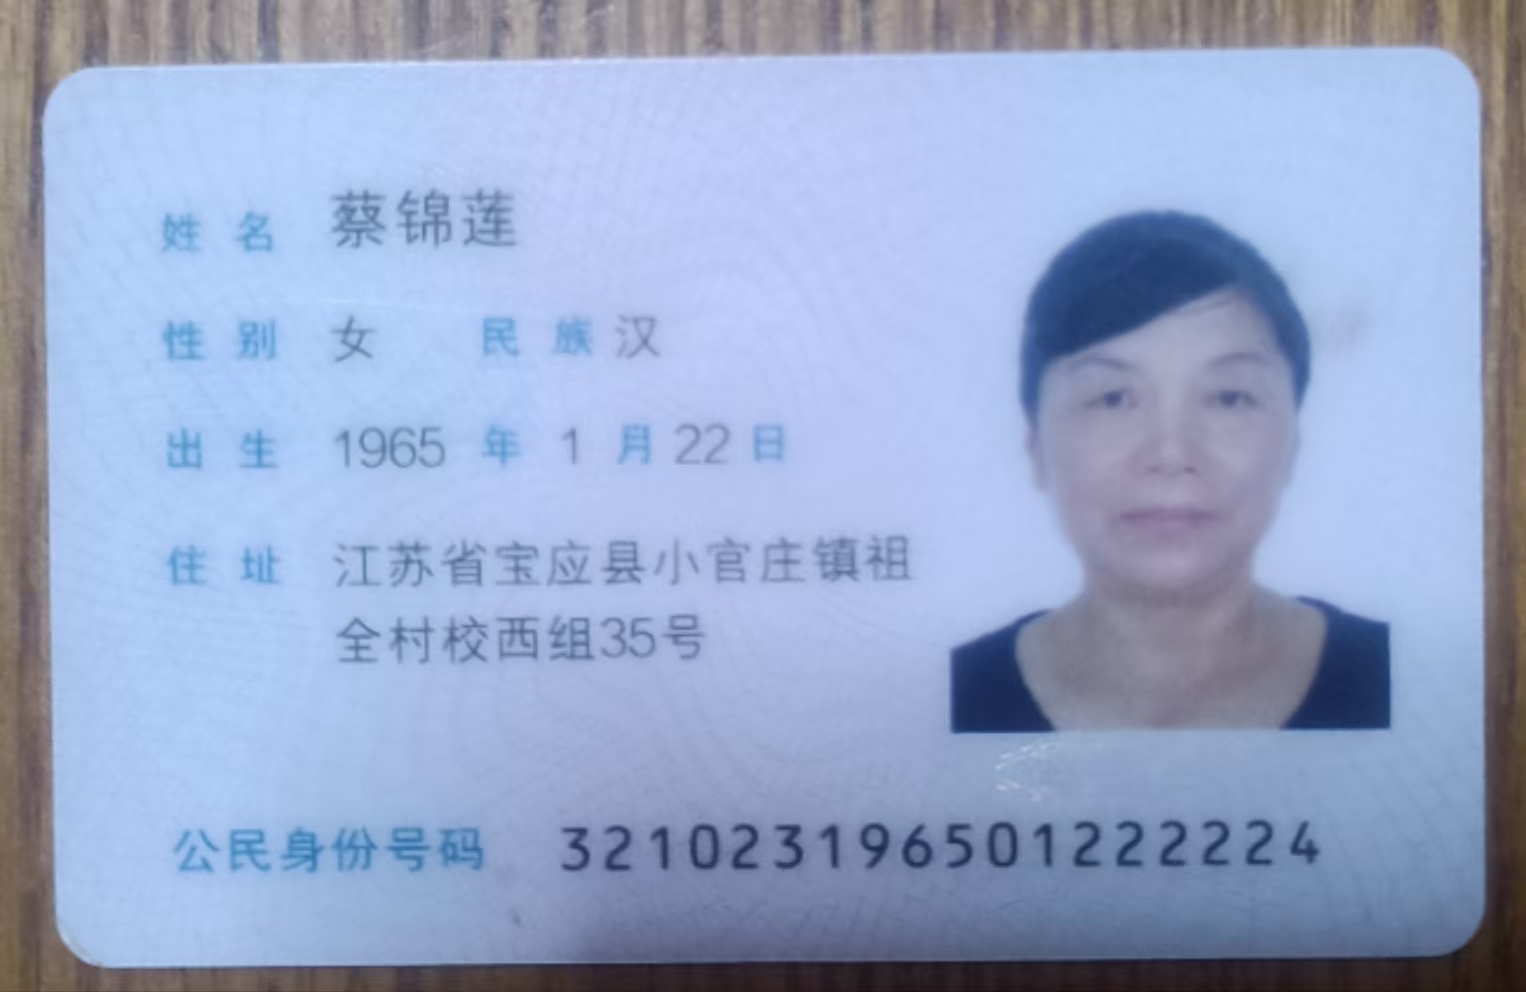 姓名 蔡锦莲
性别 女 民族 汉
出生 1965 年 1 月 22 日
住址 江苏省宝应县小官庄镇祖
全村校西组35号
公民身份号码 321023196501222224